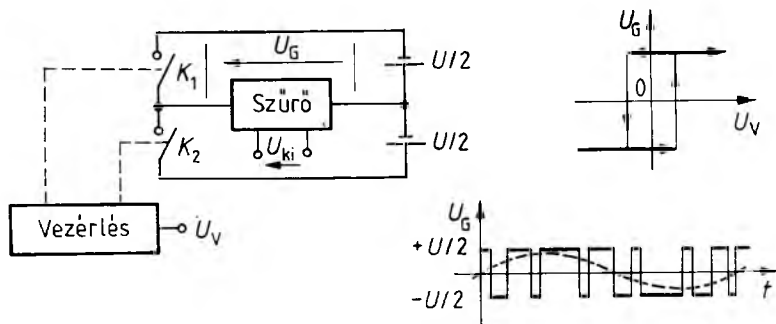 U_G
K_1
U/2
Szűrő
K_2
U_ki
U/2
Vezérlés
U_V
U_G
0
U_V
U_G
+U/2
-U/2
t